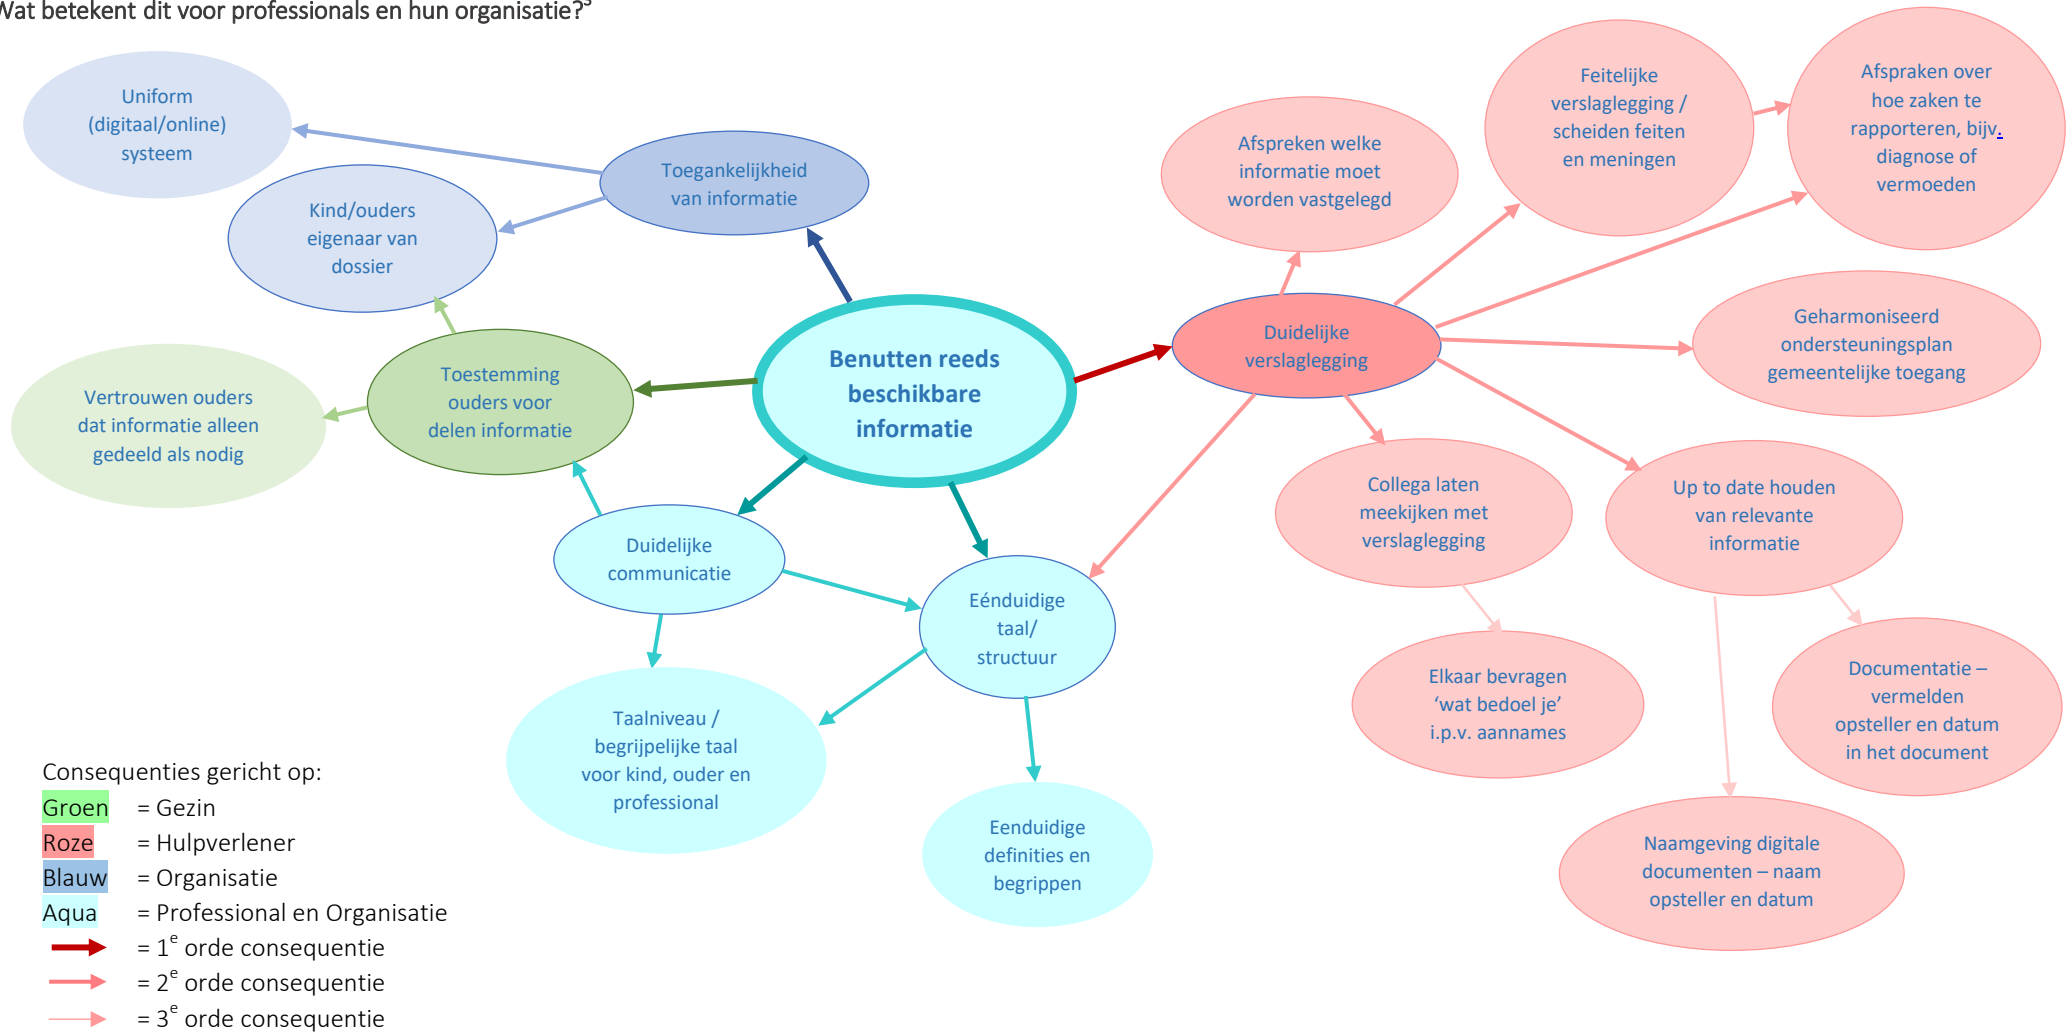 Wat betekent dit voor professionals en hun organisatie?³
Uniform
(digitaal/online)
systeem
Toegankelijkheid
van informatie
Kind/ouders
eigenaar van
dossier
Toestemming
ouders voor
delen informatie
Vertrouwen ouders
dat informatie alleen
gedeeld als nodig
Benutten reeds
beschikbare
informatie
Duidelijke
communicatie
Eénduidige
taal/
structuur
Taalniveau /
begrijpelijke taal
voor kind, ouder en
professional
Eenduidige
definities en
begrippen
Afspreken welke
informatie moet
worden vastgelegd
Feitelijke
verslaglegging /
scheiden feiten
en meningen
Afspraken over
hoe zaken te
rapporteren, bijv.
diagnose of
vermoeden
Duidelijke
verslaglegging
Geharmoniseerd
ondersteuningsplan
gemeentelijke toegang
Collega laten
meekijken met
verslaglegging
Up to date houden
van relevante
informatie
Elkaar bevragen
‘wat bedoel je’
i.p.v. aannames
Documentatie –
vermelden
opsteller en datum
in het document
Naamgeving digitale
documenten – naam
opsteller en datum
Consequenties gericht op:
Groen = Gezin
Roze = Hulpverlener
Blauw = Organisatie
Aqua = Professional en Organisatie
= 1e orde consequentie
= 2e orde consequentie
= 3e orde consequentie